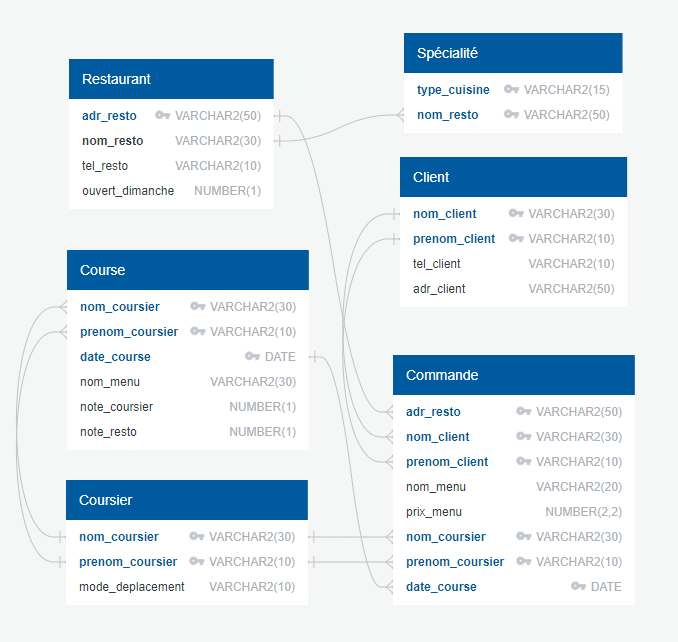 Restaurant
adr_resto VARCHAR2(50)
nom_resto VARCHAR2(30)
tel_resto VARCHAR2(10)
ouvert_dimanche NUMBER(1)
Spécialité
type_cuisine VARCHAR2(15)
nom_resto VARCHAR2(50)
Client
nom_client VARCHAR2(30)
prenom_client VARCHAR2(10)
tel_client VARCHAR2(10)
adr_client VARCHAR2(50)
Course
nom_coursier VARCHAR2(30)
prenom_coursier VARCHAR2(10)
date_course DATE
nom_menu VARCHAR2(30)
note_coursier NUMBER(1)
note_resto NUMBER(1)
Commande
adr_resto VARCHAR2(50)
nom_client VARCHAR2(30)
prenom_client VARCHAR2(10)
nom_menu VARCHAR2(20)
prix_menu NUMBER(2,2)
nom_coursier VARCHAR2(30)
prenom_coursier VARCHAR2(10)
date_course DATE
Coursier
nom_coursier VARCHAR2(30)
prenom_coursier VARCHAR2(10)
mode_deplacement VARCHAR2(10)